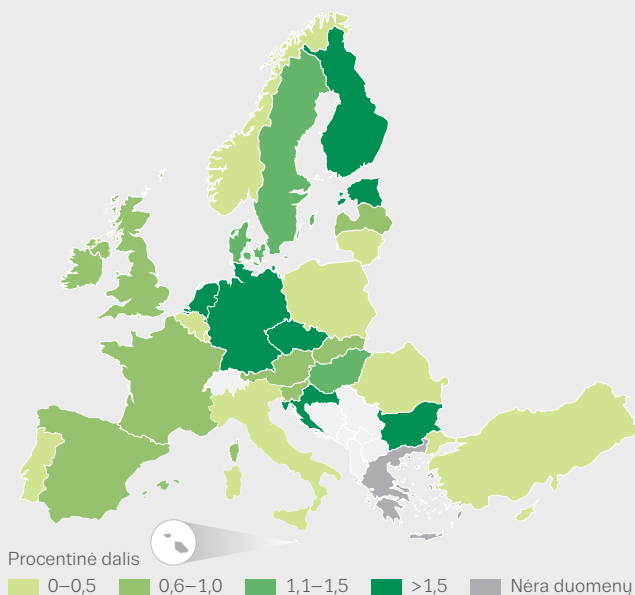 Procentinė dalis
0–0,5 0,6–1,0 1,1–1,5 >1,5 Nėra duomenų